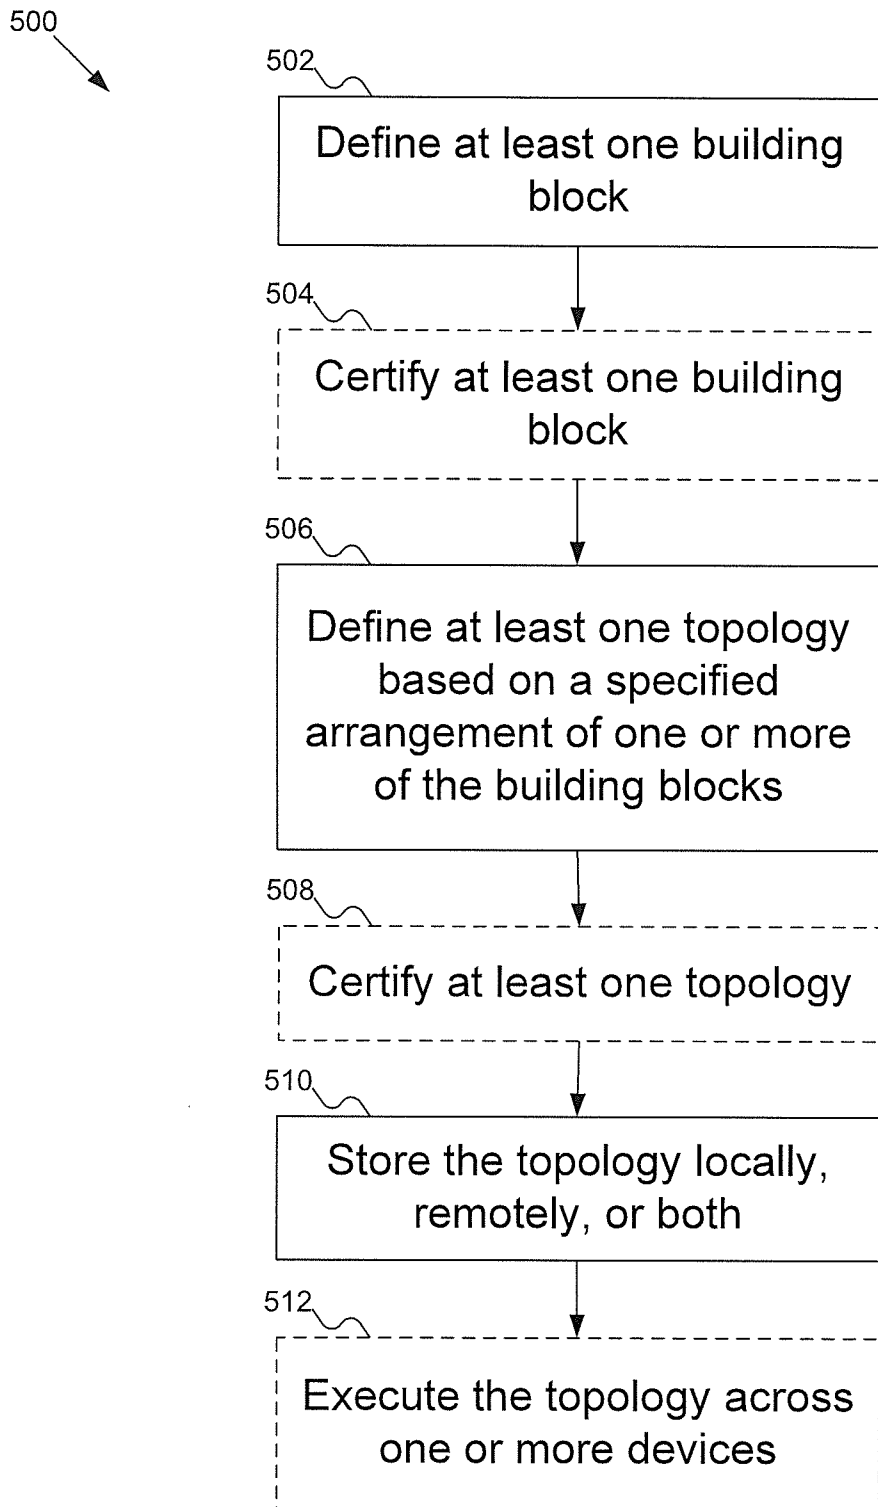 500
502
Define at least one building
block
504
Certify at least one building
block
506
Define at least one topology
based on a specified
arrangement of one or more
of the building blocks
508
Certify at least one topology
510
Store the topology locally,
remotely, or both
512
Execute the topology across
one or more devices